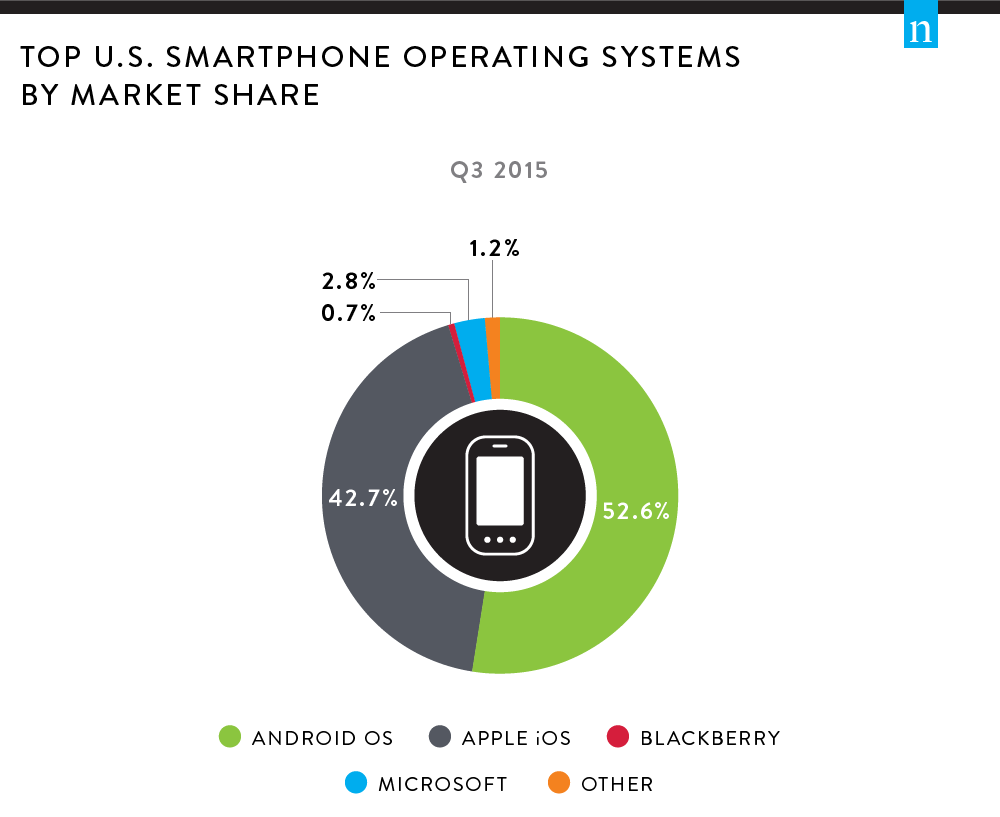 n
TOP U.S. SMARTPHONE OPERATING SYSTEMS
BY MARKET SHARE
Q3 2015
1.2%
2.8%
0.7%
42.7%
52.6%
ANDROID OS APPLE iOS BLACKBERRY
MICROSOFT OTHER